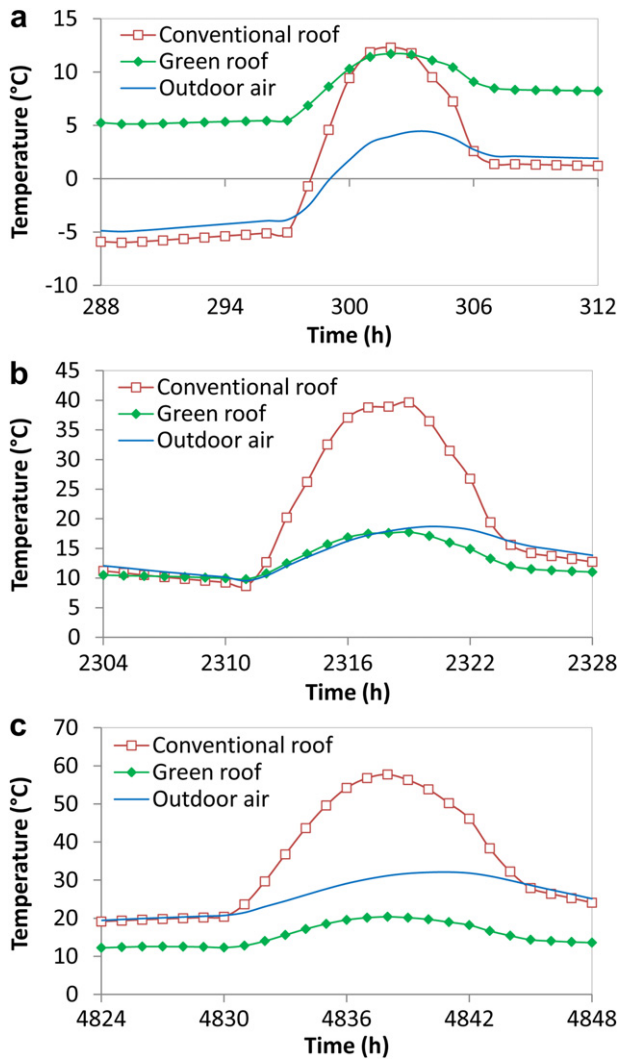 a
Conventional roof
Green roof
Outdoor air
Temperature (°C)
15
10
5
0
-5
-10
288
294
300
306
312
Time (h)
b
Conventional roof
Green roof
Outdoor air
Temperature (°C)
45
40
35
30
25
20
15
10
5
0
2304
2310
2316
2322
2328
Time (h)
c
Conventional roof
Green roof
Outdoor air
Temperature (°C)
70
60
50
40
30
20
10
0
4824
4830
4836
4842
4848
Time (h)